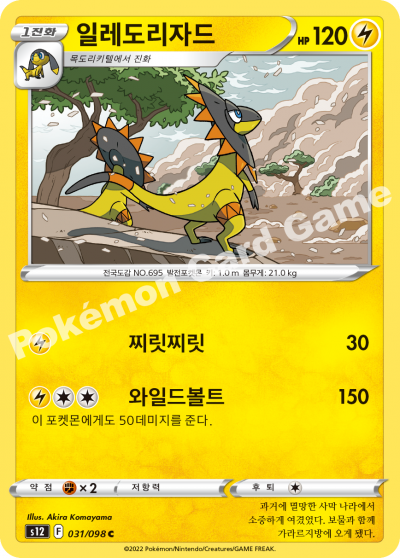 1진화
일레도리자드
HP 120
목도리키텔에서 진화
전국도감 NO.695 발전포켓몬 키: 1.0 m 몸무게: 21.0 kg
Pokémon Card Game
찌릿찌릿 30
와일드볼트 150
이 포켓몬에게도 50데미지를 준다.
약점 ×2 저항력 후퇴
Illus. Akira Komayama
s12 F 031/098 C
과거에 멸망한 사막 나라에서
소중하게 여겼었다. 보물과 함께
가라르지방에 오게 됐다.
©2022 Pokémon/Nintendo/Creatures/GAME FREAK.